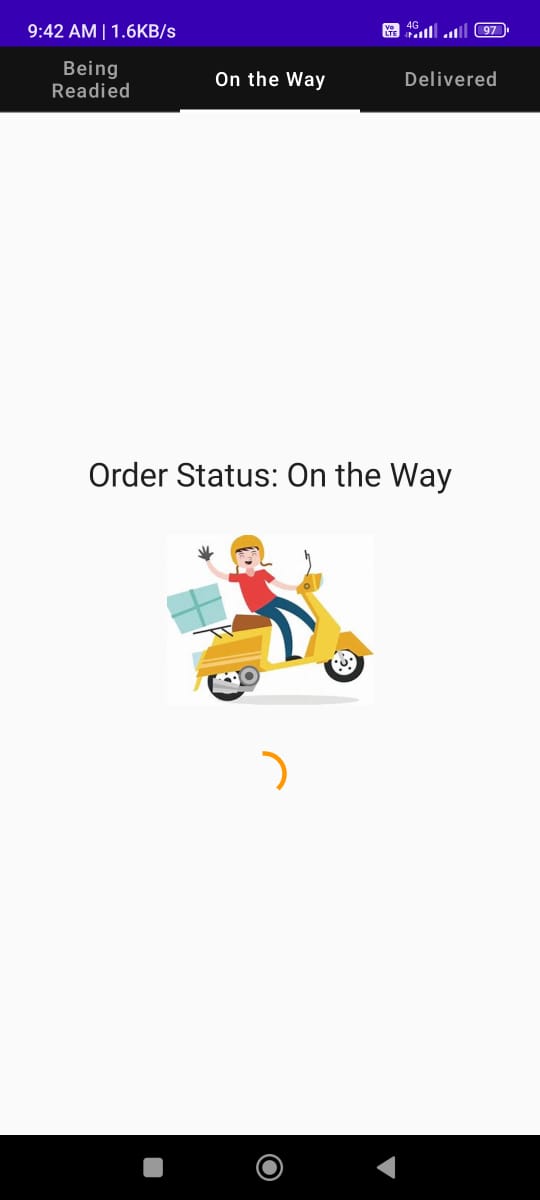 9:42 AM | 1.6KB/s
Vo
LTE
4G
97
Being
Readied
On the Way
Delivered
Order Status: On the Way